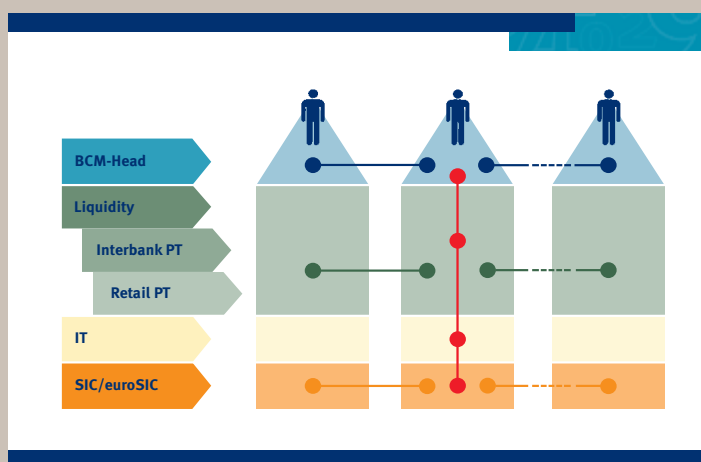 BCM-Head
Liquidity
Interbank PT
Retail PT
IT
SIC/euroSIC